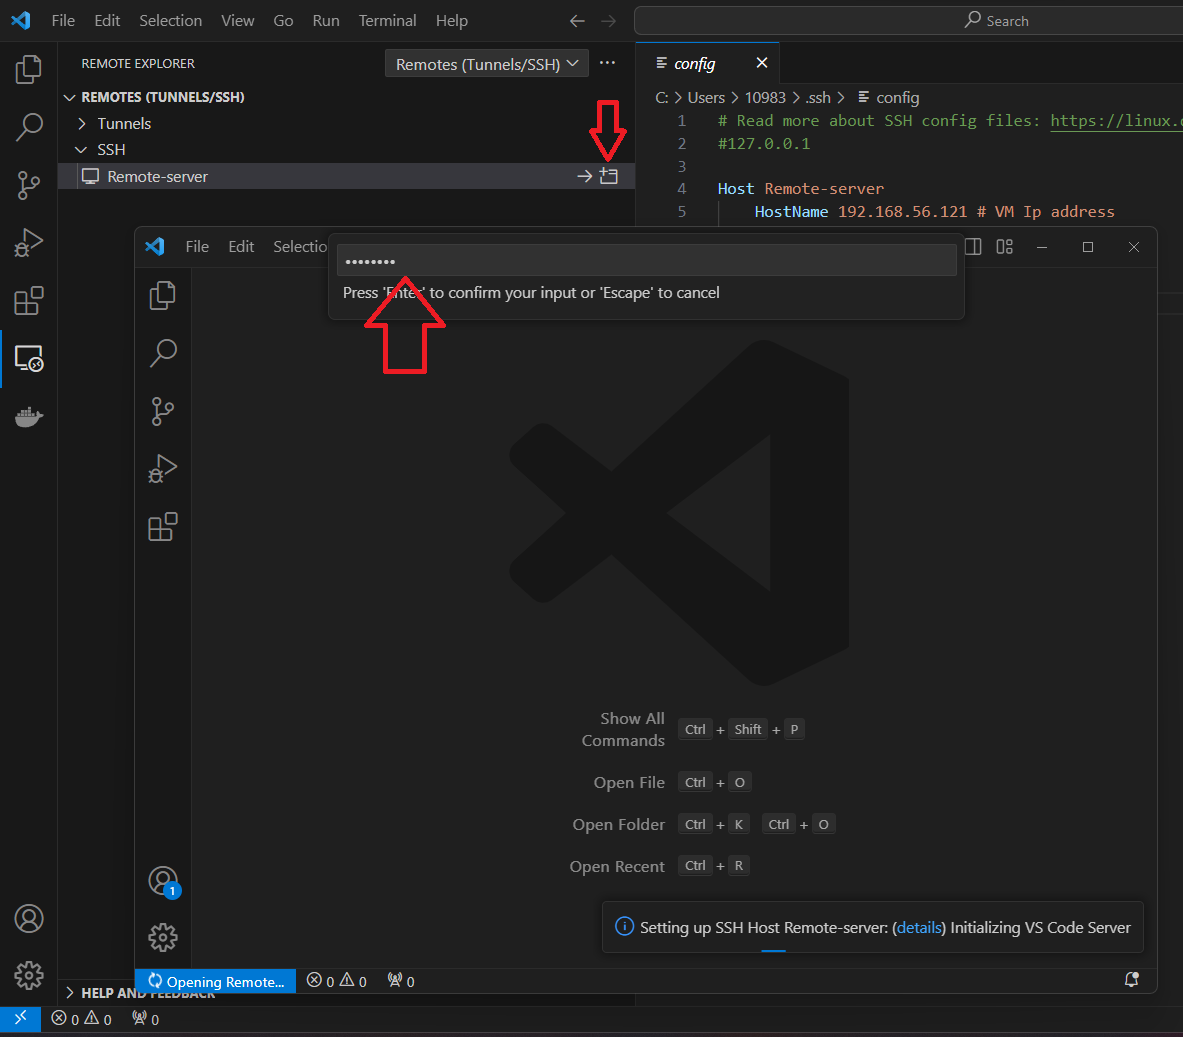 File Edit Selection View Go Run Terminal Help
Search
REMOTE EXPLORER
Remotes (Tunnels/SSH)
config
REMOTES (TUNNELS/SSH)
Tunnels
SSH
Remote-server
C: > Users > 10983 > .ssh > config
1 # Read more about SSH config files: https://linux.
2 #127.0.0.1
3
4 Host Remote-server
5 HostName 192.168.56.121 # VM Ip address
File Edit Selectio
••••••••
Press 'Enter' to confirm your input or 'Escape' to cancel
Show All
Commands
Ctrl + Shift + P
Open File Ctrl + O
Open Folder Ctrl + K Ctrl + O
Open Recent Ctrl + R
1
Setting up SSH Host Remote-server: (details) Initializing VS Code Server
Opening Remote... 0 0 0
HELP AND FEEDBACK
0 0 0